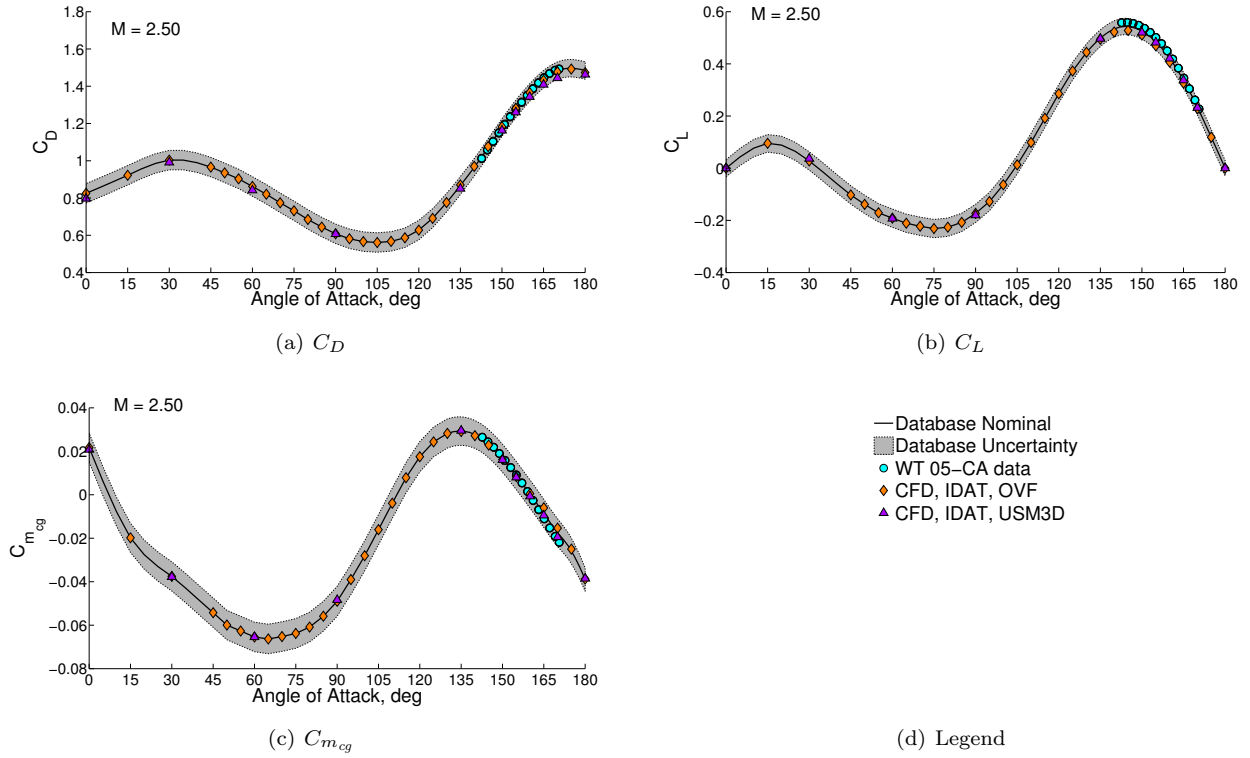 M = 2.50
1.8
1.6
1.4
1.2
1
0.8
0.6
0.4
C_D
0 15 30 45 60 75 90 105 120 135 150 165 180
Angle of Attack, deg
(a) C_D
M = 2.50
0.6
0.4
0.2
0
−0.2
−0.4
C_L
0 15 30 45 60 75 90 105 120 135 150 165 180
Angle of Attack, deg
(b) C_L
M = 2.50
0.04
0.02
0
−0.02
−0.04
−0.06
−0.08
C_{m_{cg}}
0 15 30 45 60 75 90 105 120 135 150 165 180
Angle of Attack, deg
(c) C_{m_{cg}}
Database Nominal
Database Uncertainty
WT 05−CA data
CFD, IDAT, OVF
CFD, IDAT, USM3D
(d) Legend